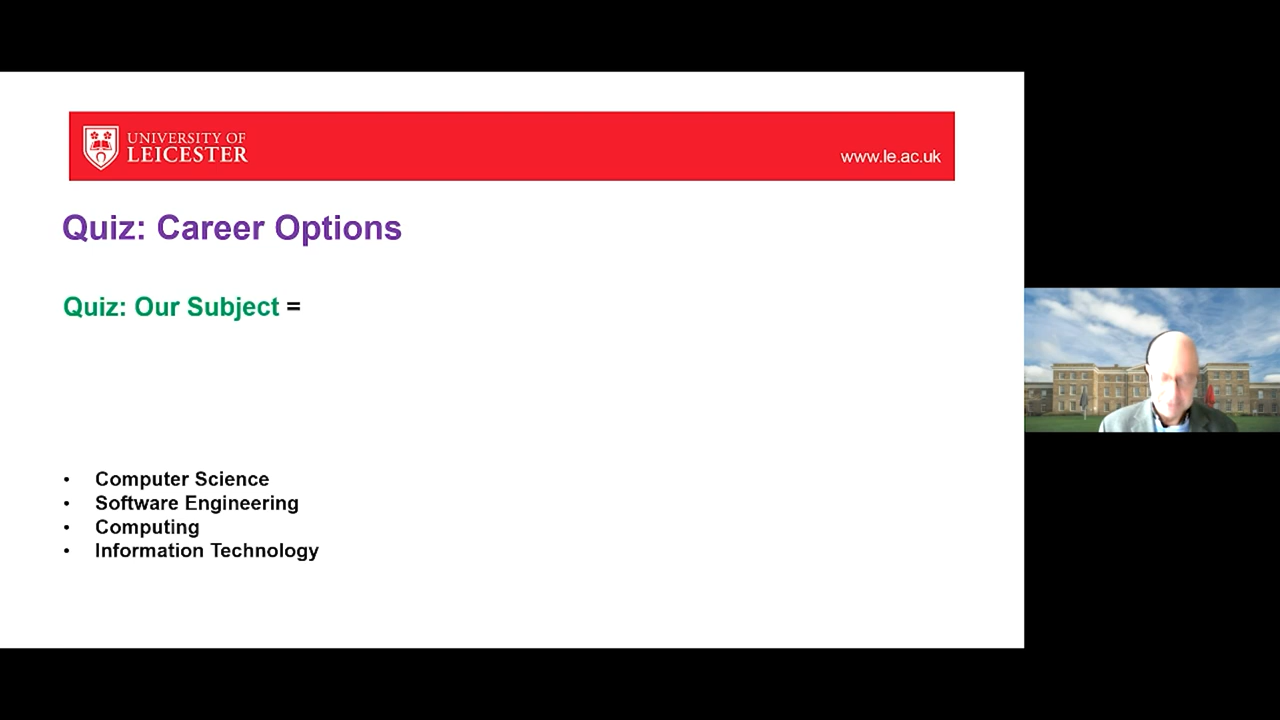 UNIVERSITY OF
LEICESTER
www.le.ac.uk
Quiz: Career Options
Quiz: Our Subject =
• Computer Science
• Software Engineering
• Computing
• Information Technology